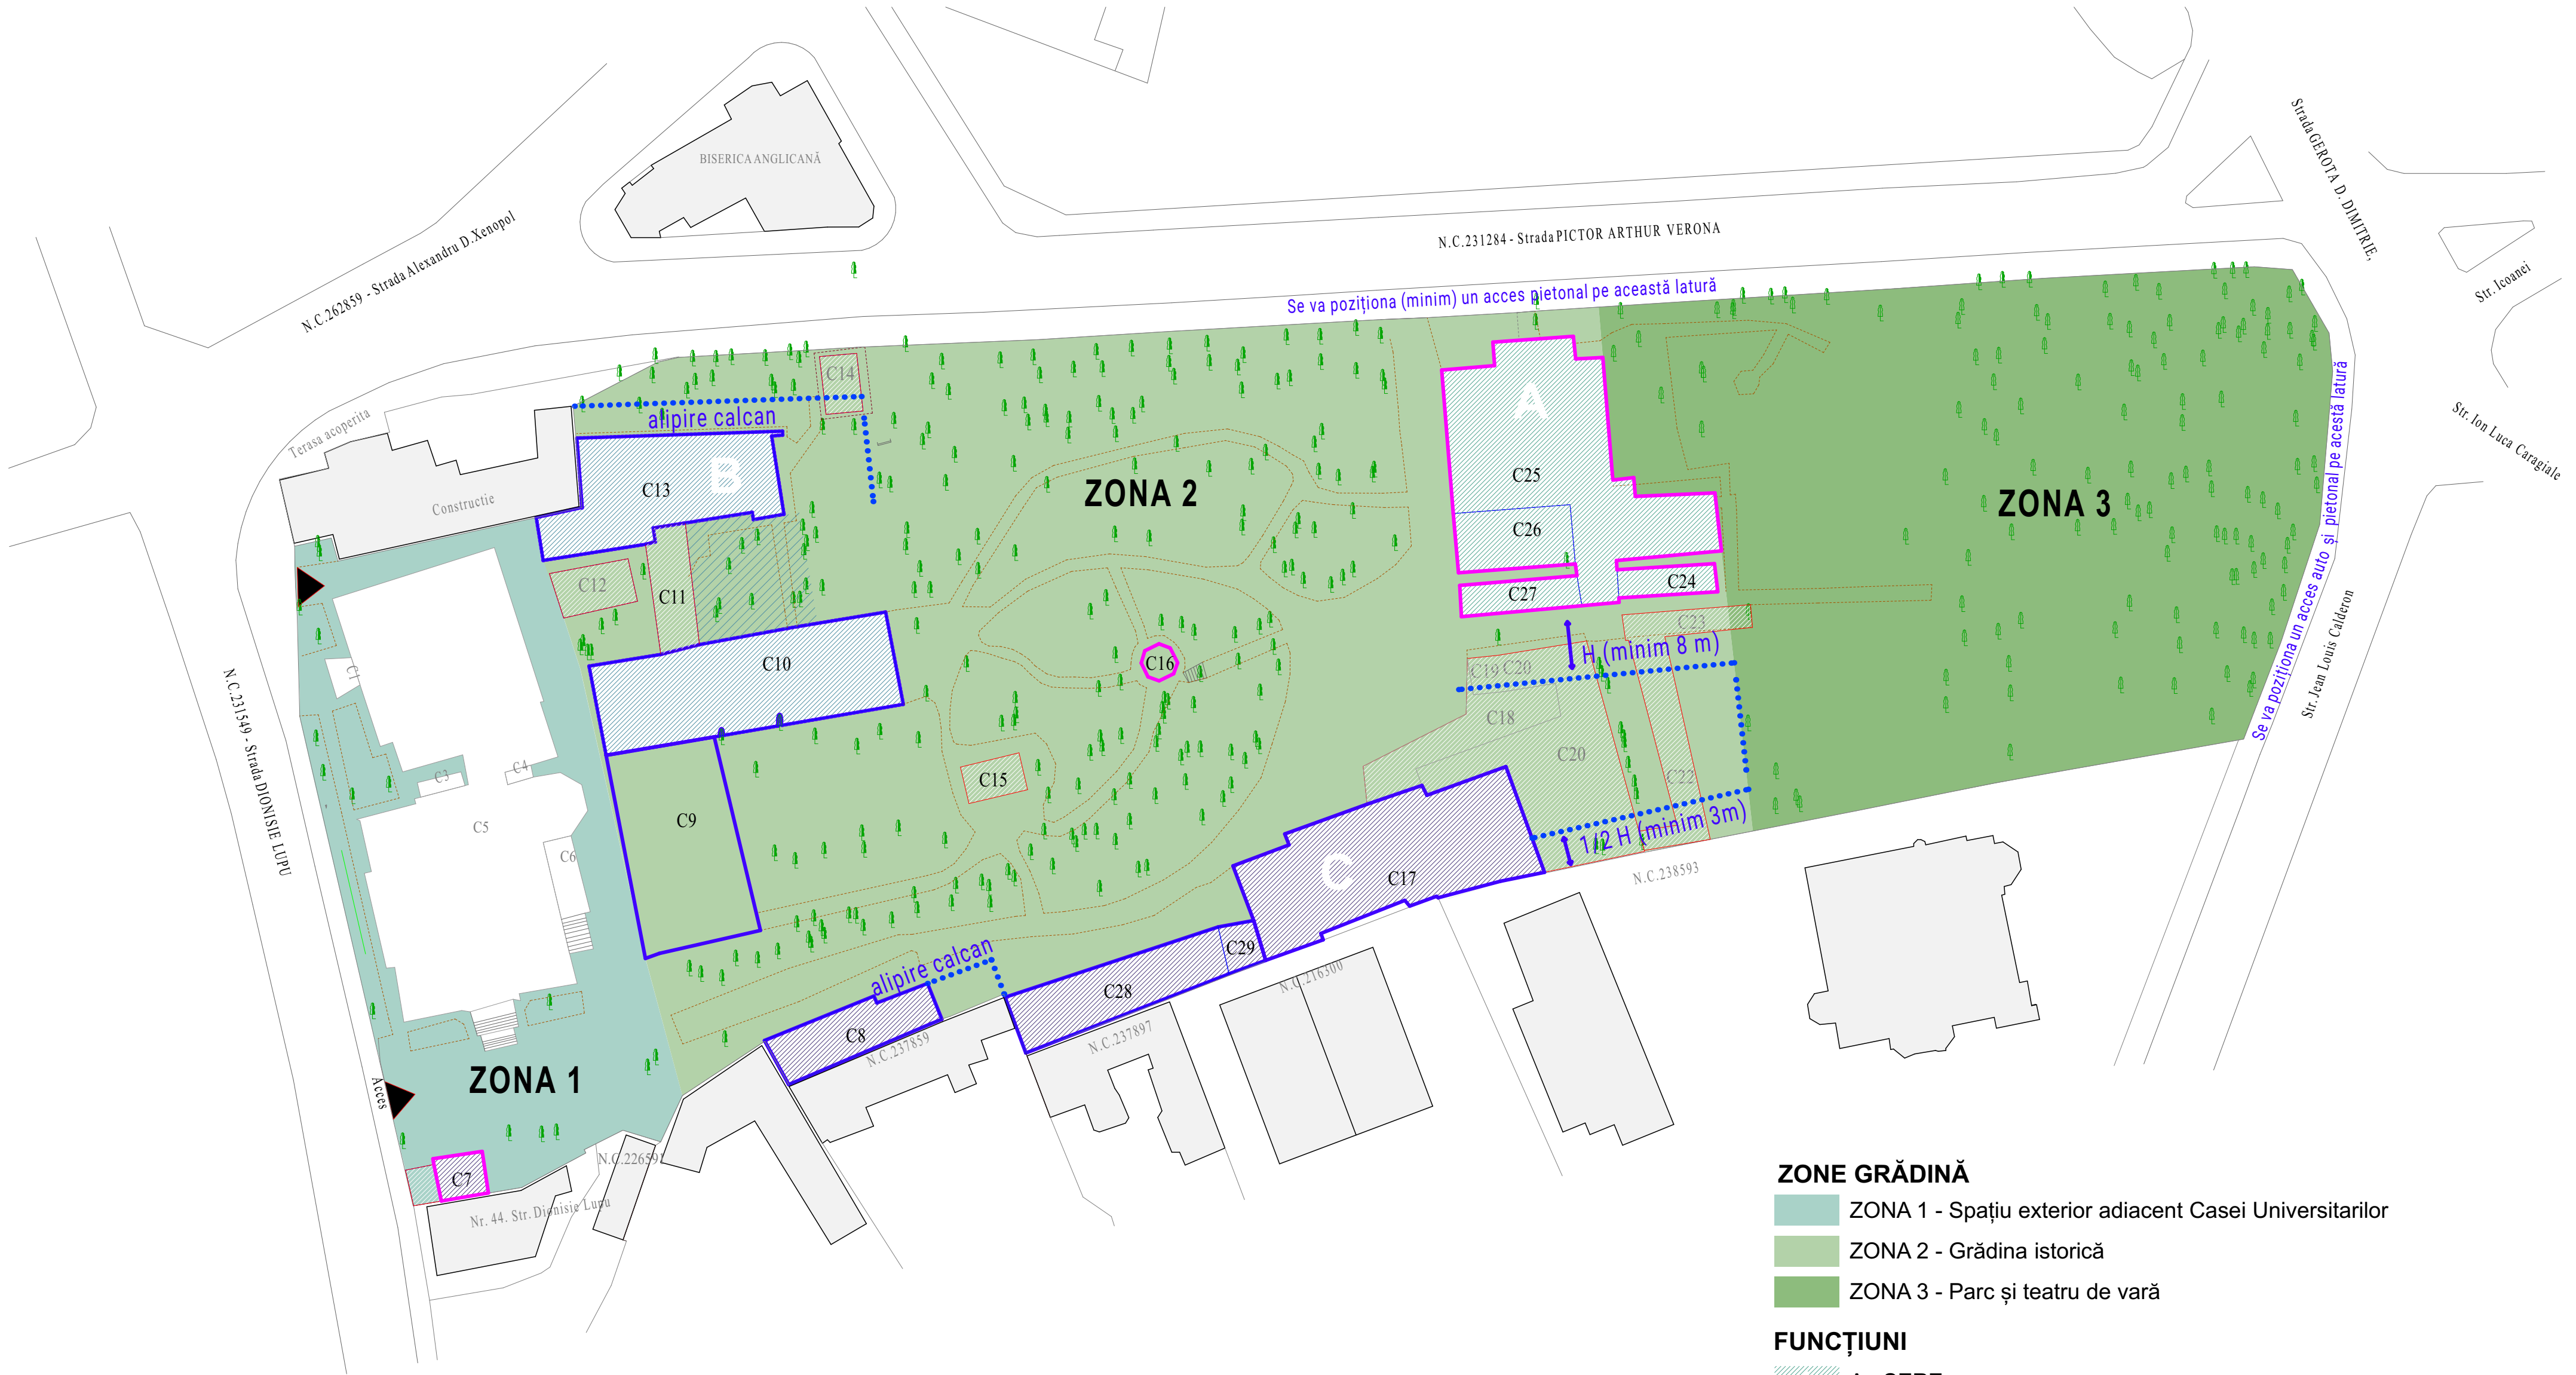 BISERICA ANGLICANĂ
Strada GEROTA D. DIMITRIE,
N.C.262859 - Strada Alexandru D.Xenopol
N.C.231284 - Strada PICTOR ARTHUR VERONA
Str. Icoanei
Se va poziționa (minim) un acces pietonal pe această latură
Se va poziționa un acces auto și pietonal pe acestă latură
Str. Ion Luca Caragiale
Str. Jean Louis Calderon
Terasa acoperita
Constructie
alipire calcan
C14
A
B
C13
C25
C26
ZONA 2
ZONA 3
C12
C11
C27
C24
C23
C10
C16
H (minim 8 m)
C19
C20
C18
C20
C22
C1
C3
C4
C5
C6
C9
C15
1/2 H (minim 3m)
N.C.231549 - Strada DIONISIE LUPU
C
C17
N.C.238593
C29
C28
alipire calcan
C8
N.C.237859
N.C.237897
N.C.216300
ZONA 1
Acces
C7
N.C.226591
Nr. 44. Str. Dionisie Lupu
ZONE GRĂDINĂ
ZONA 1 - Spațiu exterior adiacent Casei Universitarilor
ZONA 2 - Grădina istorică
ZONA 3 - Parc și teatru de vară
FUNCȚIUNI